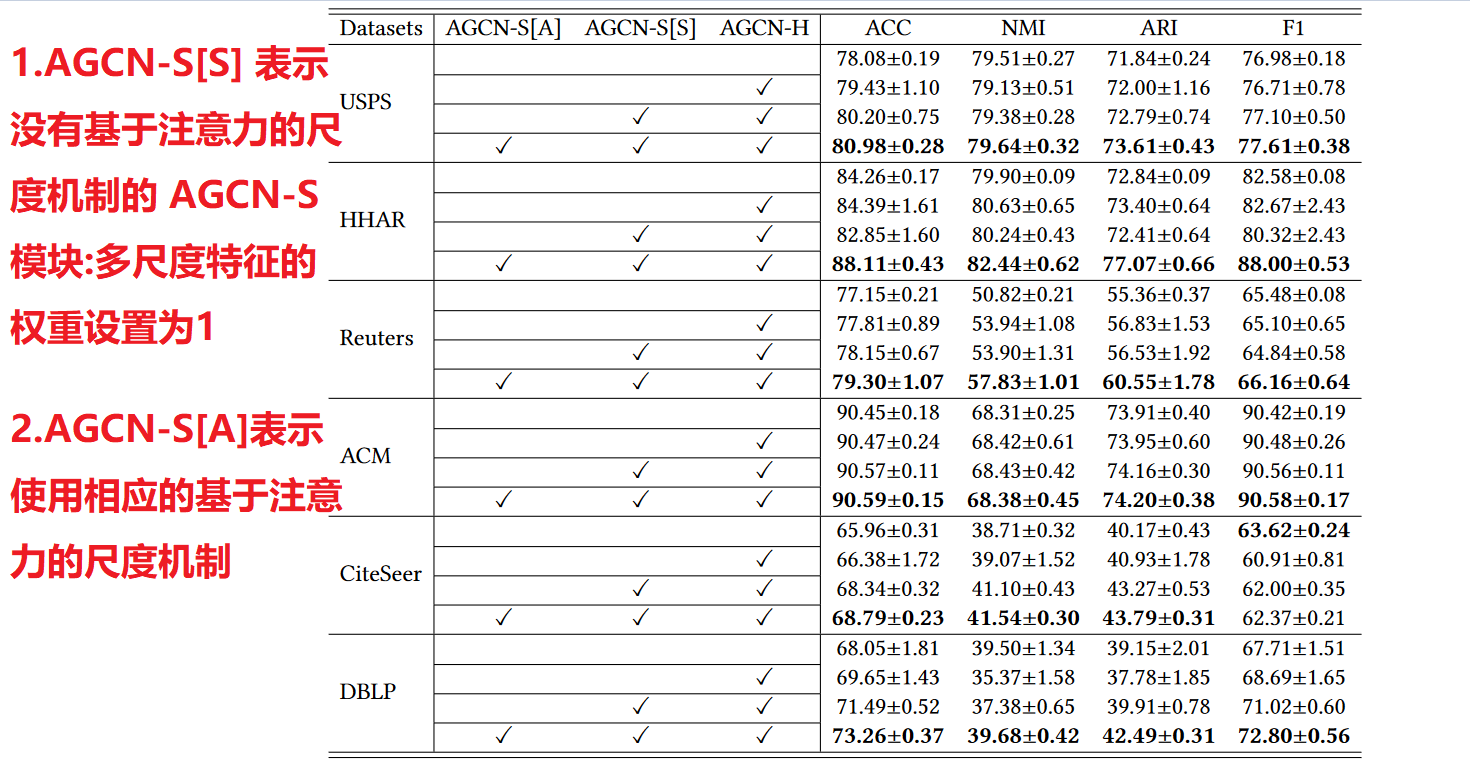 1.AGCN-S[S] 表示
没有基于注意力的尺
度机制的 AGCN-S
模块:多尺度特征的
权重设置为1
2.AGCN-S[A]表示
使用相应的基于注意
力的尺度机制
Datasets AGCN-S[A] AGCN-S[S] AGCN-H ACC NMI ARI F1
USPS
78.08±0.19 79.51±0.27 71.84±0.24 76.98±0.18
✓ 79.43±1.10 79.13±0.51 72.00±1.16 76.71±0.78
✓ ✓ 80.20±0.75 79.38±0.28 72.79±0.74 77.10±0.50
✓ ✓ ✓ 80.98±0.28 79.64±0.32 73.61±0.43 77.61±0.38
HHAR
84.26±0.17 79.90±0.09 72.84±0.09 82.58±0.08
✓ 84.39±1.61 80.63±0.65 73.40±0.64 82.67±2.43
✓ ✓ 82.85±1.60 80.24±0.43 72.41±0.64 80.32±2.43
✓ ✓ ✓ 88.11±0.43 82.44±0.62 77.07±0.66 88.00±0.53
Reuters
77.15±0.21 50.82±0.21 55.36±0.37 65.48±0.08
✓ 77.81±0.89 53.94±1.08 56.83±1.53 65.10±0.65
✓ ✓ 78.15±0.67 53.90±1.31 56.53±1.92 64.84±0.58
✓ ✓ ✓ 79.30±1.07 57.83±1.01 60.55±1.78 66.16±0.64
ACM
90.45±0.18 68.31±0.25 73.91±0.40 90.42±0.19
✓ 90.47±0.24 68.42±0.61 73.95±0.60 90.48±0.26
✓ ✓ 90.57±0.11 68.43±0.42 74.16±0.30 90.56±0.11
✓ ✓ ✓ 90.59±0.15 68.38±0.45 74.20±0.38 90.58±0.17
CiteSeer
65.96±0.31 38.71±0.32 40.17±0.43 63.62±0.24
✓ 66.38±1.72 39.07±1.52 40.93±1.78 60.91±0.81
✓ ✓ 68.34±0.32 41.10±0.43 43.27±0.53 62.00±0.35
✓ ✓ ✓ 68.79±0.23 41.54±0.30 43.79±0.31 62.37±0.21
DBLP
68.05±1.81 39.50±1.34 39.15±2.01 67.71±1.51
✓ 69.65±1.43 35.37±1.58 37.78±1.85 68.69±1.65
✓ ✓ 71.49±0.52 37.38±0.65 39.91±0.78 71.02±0.60
✓ ✓ ✓ 73.26±0.37 39.68±0.42 42.49±0.31 72.80±0.56